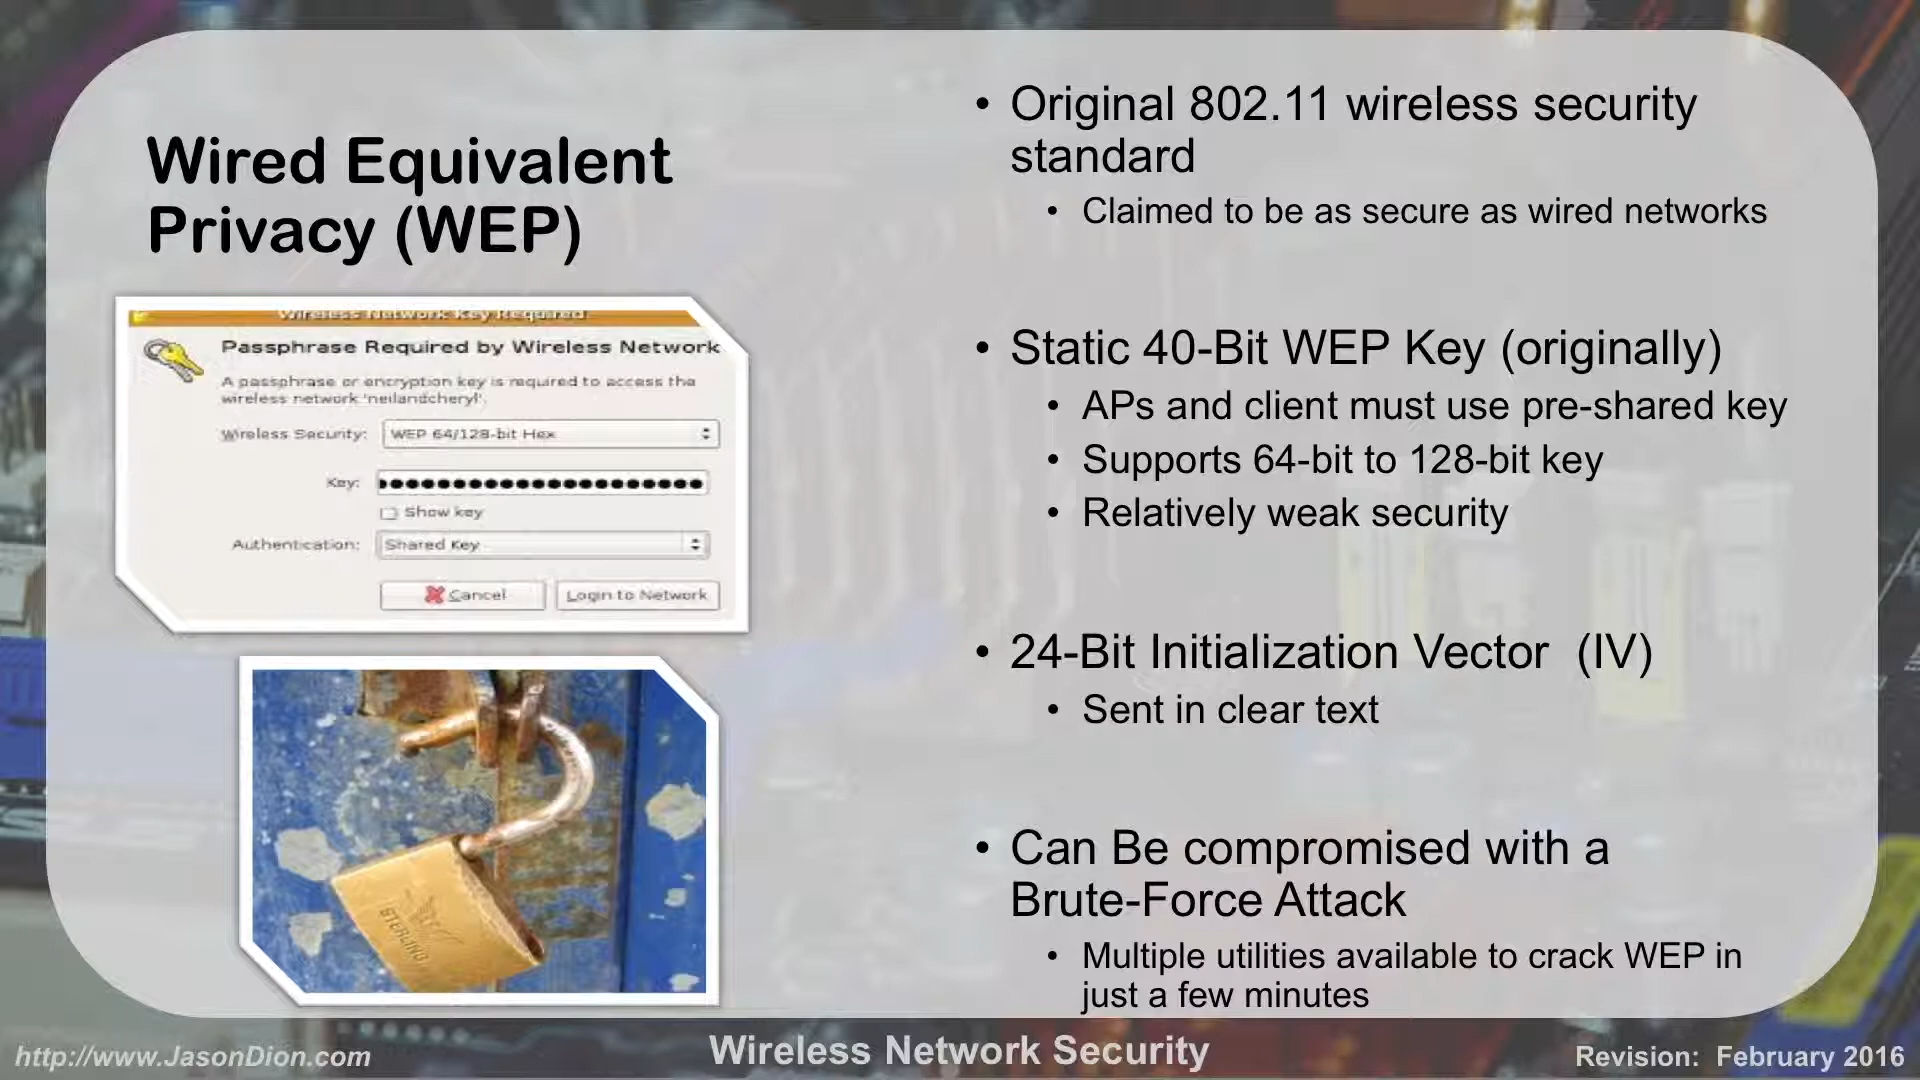 Wired Equivalent
Privacy (WEP)
Wireless Network Key Required
Passphrase Required by Wireless Network
A passphrase or encryption key is required to access the
wireless network 'neilandcheryl'.
Wireless Security: WEP 64/128-bit Hex
Key:
Show key
Authentication: Shared Key
Cancel Login to Network
STERLING
• Original 802.11 wireless security
standard
• Claimed to be as secure as wired networks
• Static 40-Bit WEP Key (originally)
• APs and client must use pre-shared key
• Supports 64-bit to 128-bit key
• Relatively weak security
• 24-Bit Initialization Vector (IV)
• Sent in clear text
• Can Be compromised with a
Brute-Force Attack
• Multiple utilities available to crack WEP in
just a few minutes
http://www.JasonDion.com
Wireless Network Security
Revision: February 2016